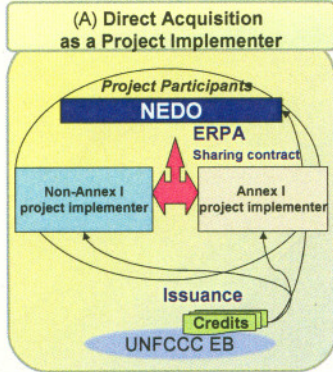 (A) Direct Acquisition
as a Project Implementer
Project Participants
NEDO
ERPA
Sharing contract
Non-Annex I
project implementer
Annex I
project implementer
Issuance
Credits
UNFCCC EB